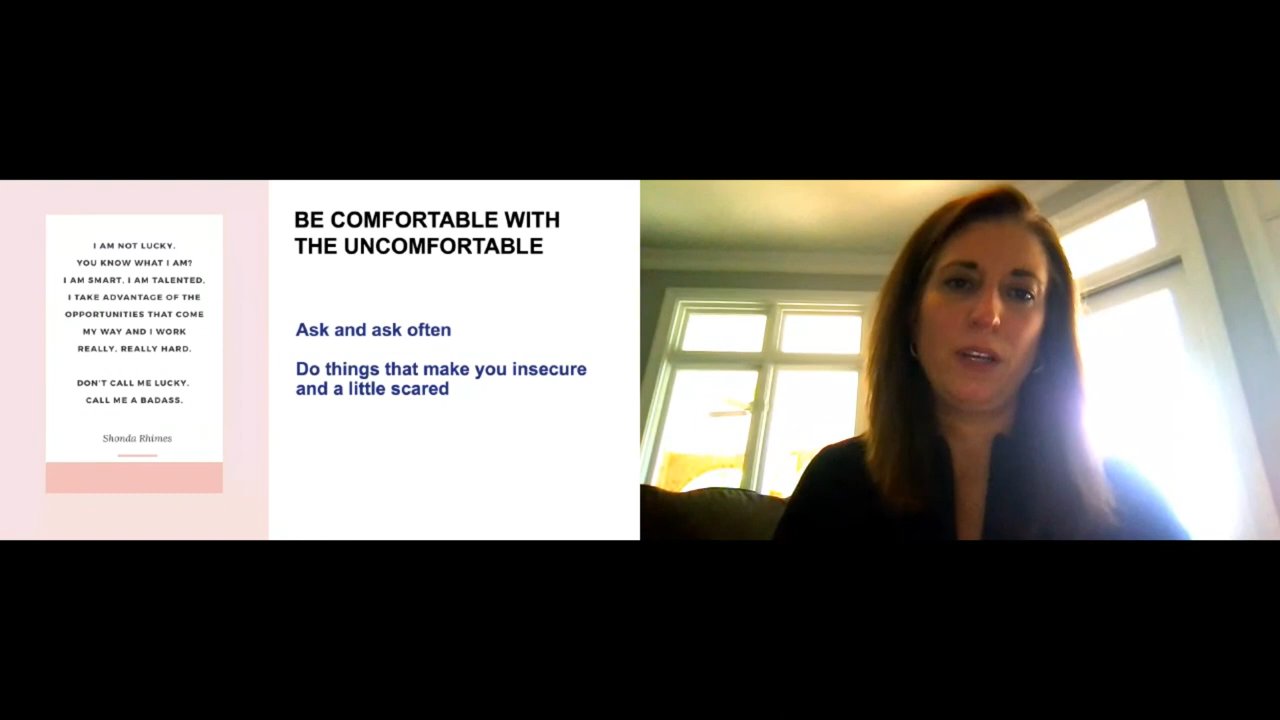 I AM NOT LUCKY.
YOU KNOW WHAT I AM?
I AM SMART, I AM TALENTED,
I TAKE ADVANTAGE OF THE
OPPORTUNITIES THAT COME
MY WAY AND I WORK
REALLY, REALLY HARD.
DON'T CALL ME LUCKY.
CALL ME A BADASS.
Shonda Rhimes
BE COMFORTABLE WITH
THE UNCOMFORTABLE
Ask and ask often
Do things that make you insecure
and a little scared